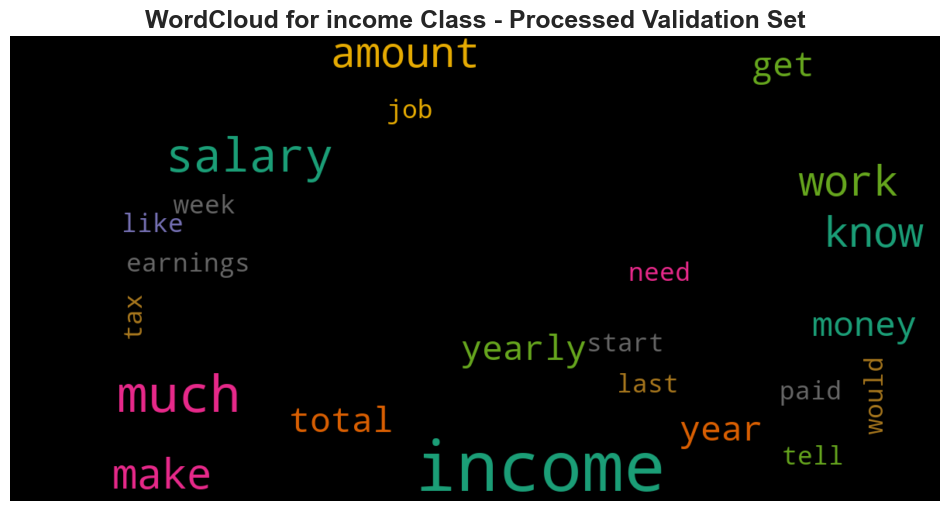 WordCloud for income Class - Processed Validation Set
amount
get
job
salary
work
week
like
know
earnings
need
tax
money
yearly
start
last
paid
would
much
total
year
tell
make
income